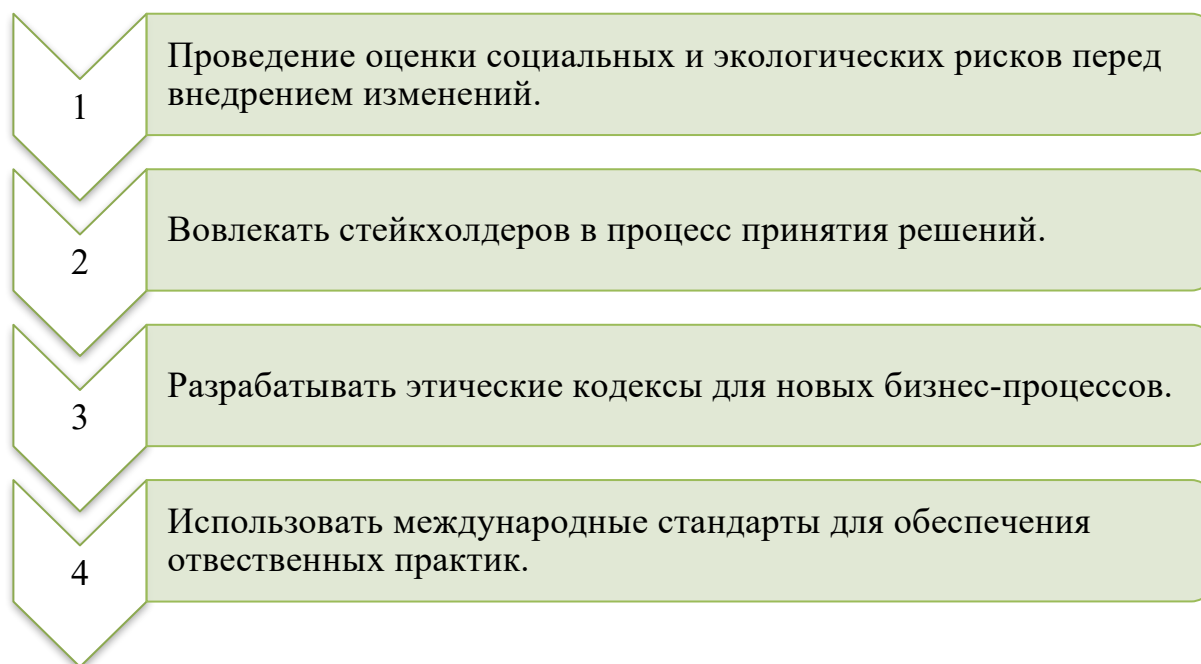 1
Проведение оценки социальных и экологических рисков перед
внедрением изменений.
2
Вовлекать стейкхолдеров в процесс принятия решений.
3
Разрабатывать этические кодексы для новых бизнес-процессов.
4
Использовать международные стандарты для обеспечения
отвественных практик.